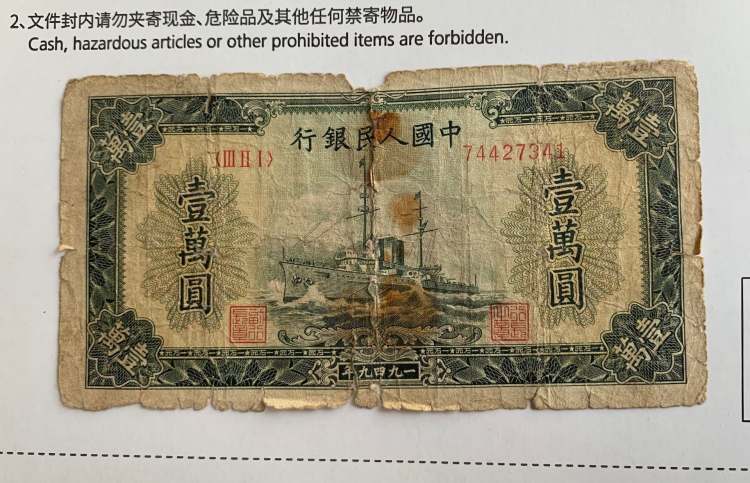 2、文件封内请勿夹寄现金、危险品及其他任何禁寄物品。
Cash, hazardous articles or other prohibited items are forbidden.
壹萬
壹萬
中國人民銀行
〈ⅢⅡⅠ〉
74427341
壹萬圓
壹萬圓
壹萬
壹萬
一九四九年